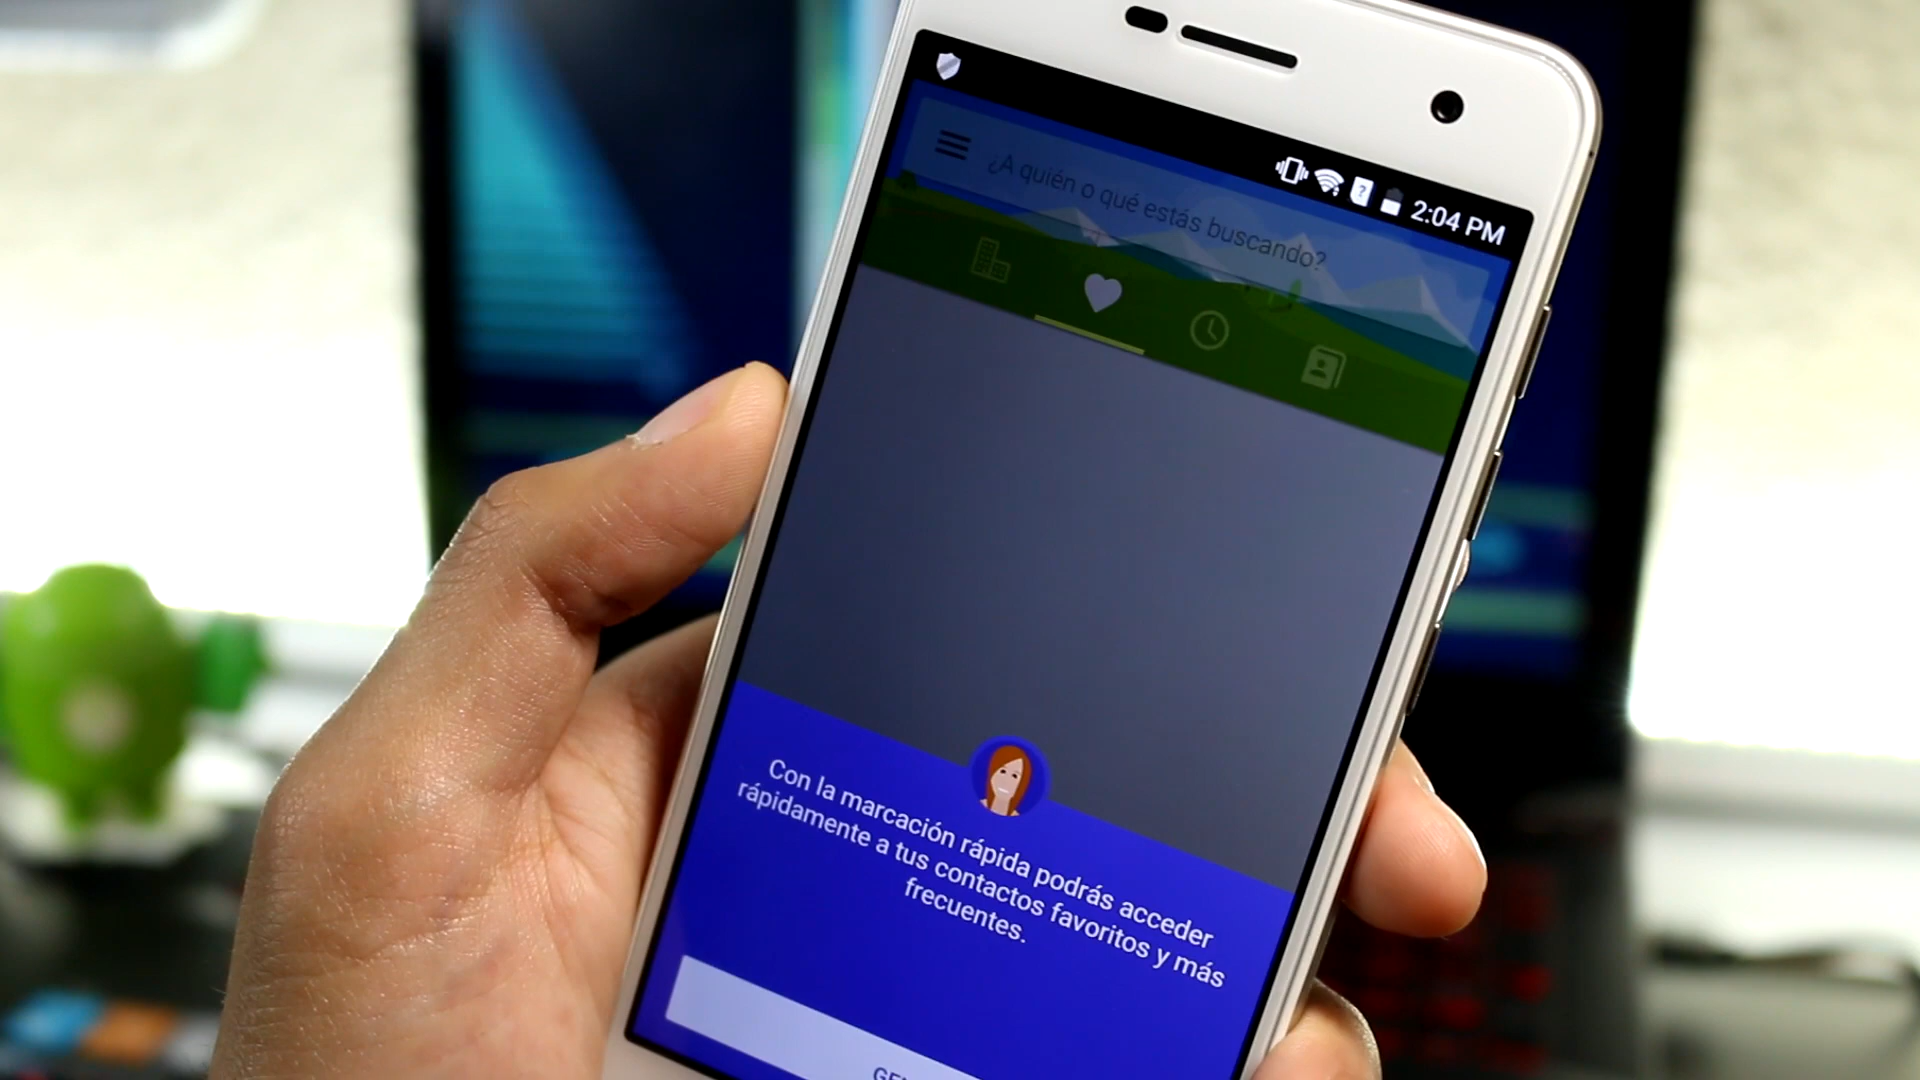 2:04 PM
¿A quién o qué estás buscando?
Con la marcación rápida podrás acceder
rápidamente a tus contactos favoritos y más
frecuentes.